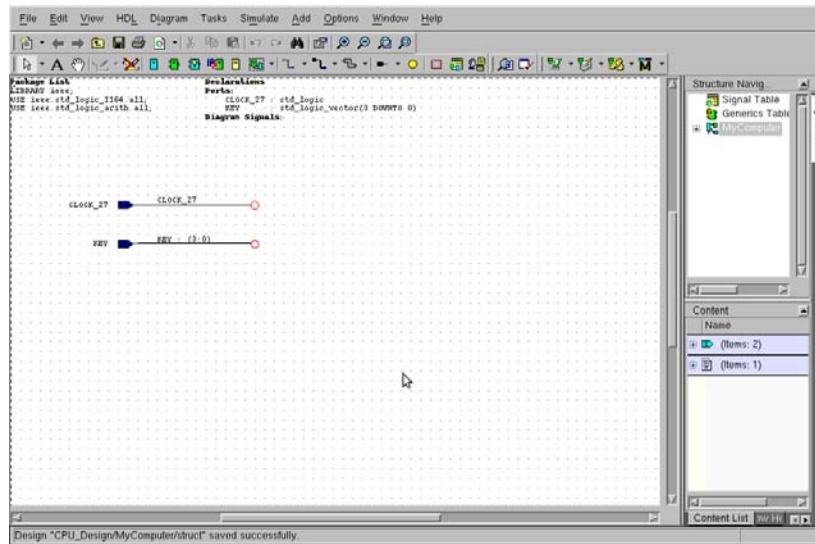 File Edit View HDL Diagram Tasks Simulate Add Options Window Help
Package List
LIBRARY ieee;
USE ieee.std_logic_1164.all;
USE ieee.std_logic_arith.all;
Declarations
Ports:
CLOCK_27 : std_logic
KEY : std_logic_vector(3 DOWNTO 0)
Diagram Signals:
CLOCK_27 CLOCK_27
KEY KEY : (3:0)
Structure Navig...
Signal Table
Generics Table
MyComputer
Content
Name
(Items: 2)
(Items: 1)
Content List
Design "CPU_Design/MyComputer/struct" saved successfully.